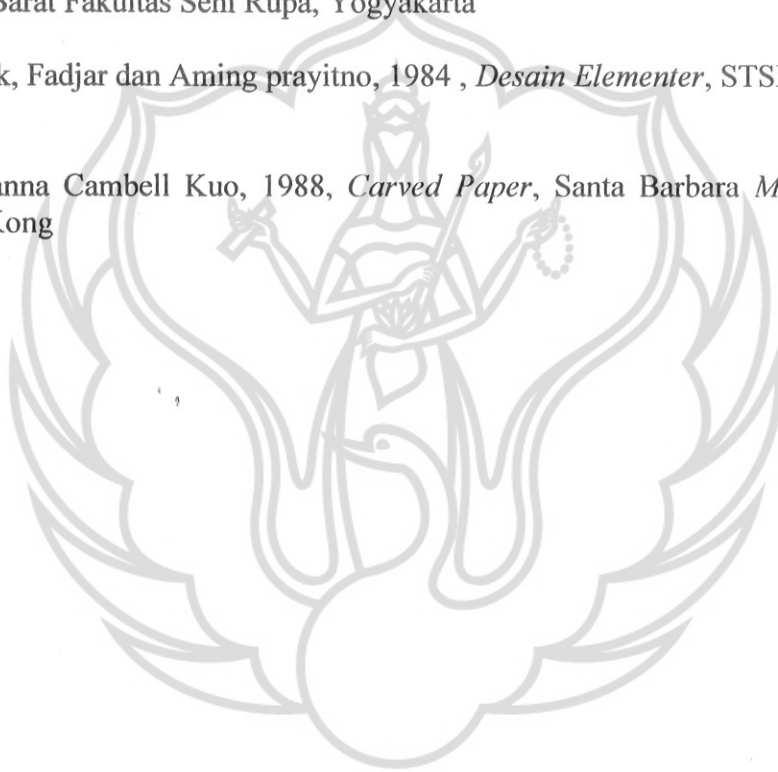 Barat Fakultas Seni Rupa, Yogyakarta
k, Fadjar dan Aming prayitno, 1984 , Desain Elementer, STSI
anna Cambell Kuo, 1988, Carved Paper, Santa Barbara M
Kong